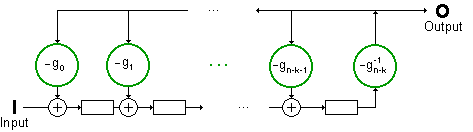 ...
Output
-g₀
-g₁
...
-gₙ₋ₖ₋₁
-g⁻¹ₙ₋ₖ
+
+
...
+
Input